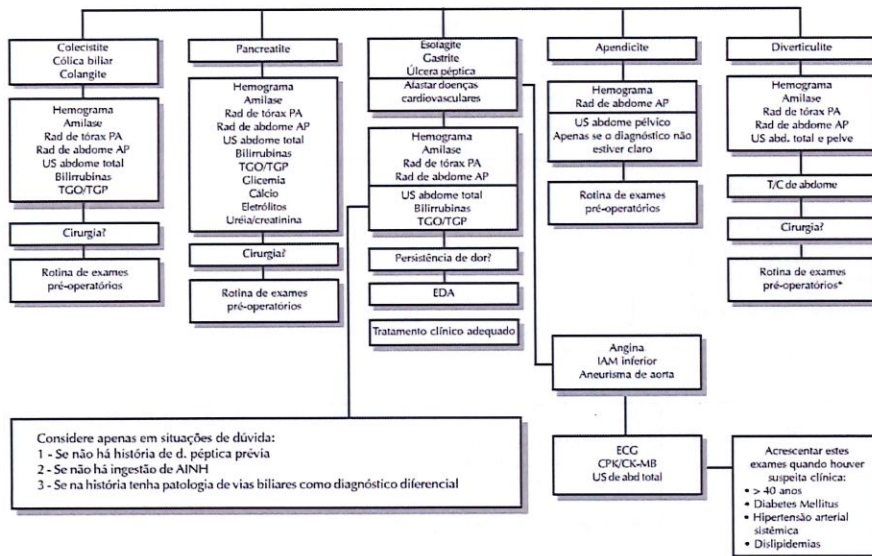 Colecistite
Cólica biliar
Colangite
Hemograma
Amilase
Rad de tórax PA
Rad de abdome AP
US abdome total
Bilirrubinas
TGO/TGP
Cirurgia?
Rotina de exames
pré-operatórios
Pancreatite
Hemograma
Amilase
Rad de tórax PA
Rad de abdome AP
US abdome total
Bilirrubinas
TGO/TGP
Glicemia
Cálcio
Eletrólitos
Uréia/creatinina
Cirurgia?
Rotina de exames
pré-operatórios
Esofagite
Gastrite
Úlcera péptica
Afastar doenças
cardiovasculares
Hemograma
Amilase
Rad de tórax PA
Rad de abdome AP
US abdome total
Bilirrubinas
TGO/TGP
Persistência de dor?
EDA
Tratamento clínico adequado
Apendicite
Hemograma
Rad de abdome AP
US abdome pélvico
Apenas se o diagnóstico não
estiver claro
Rotina de exames
pré-operatórios
Diverticulite
Hemograma
Amilase
Rad de tórax PA
Rad de abdome AP
US abd. total e pelve
T/C de abdome
Cirurgia?
Rotina de exames
pré-operatórios*
Angina
IAM inferior
Aneurisma de aorta
Considere apenas em situações de dúvida:
1 - Se não há história de d. péptica prévia
2 - Se não há ingestão de AINH
3 - Se na história tenha patologia de vias biliares como diagnóstico diferencial
ECG
CPK/CK-MB
US de abd total
Acrescentar estes
exames quando houver
suspeita clínica:
• > 40 anos
• Diabetes Mellitus
• Hipertensão arterial
sistêmica
• Dislipidemias